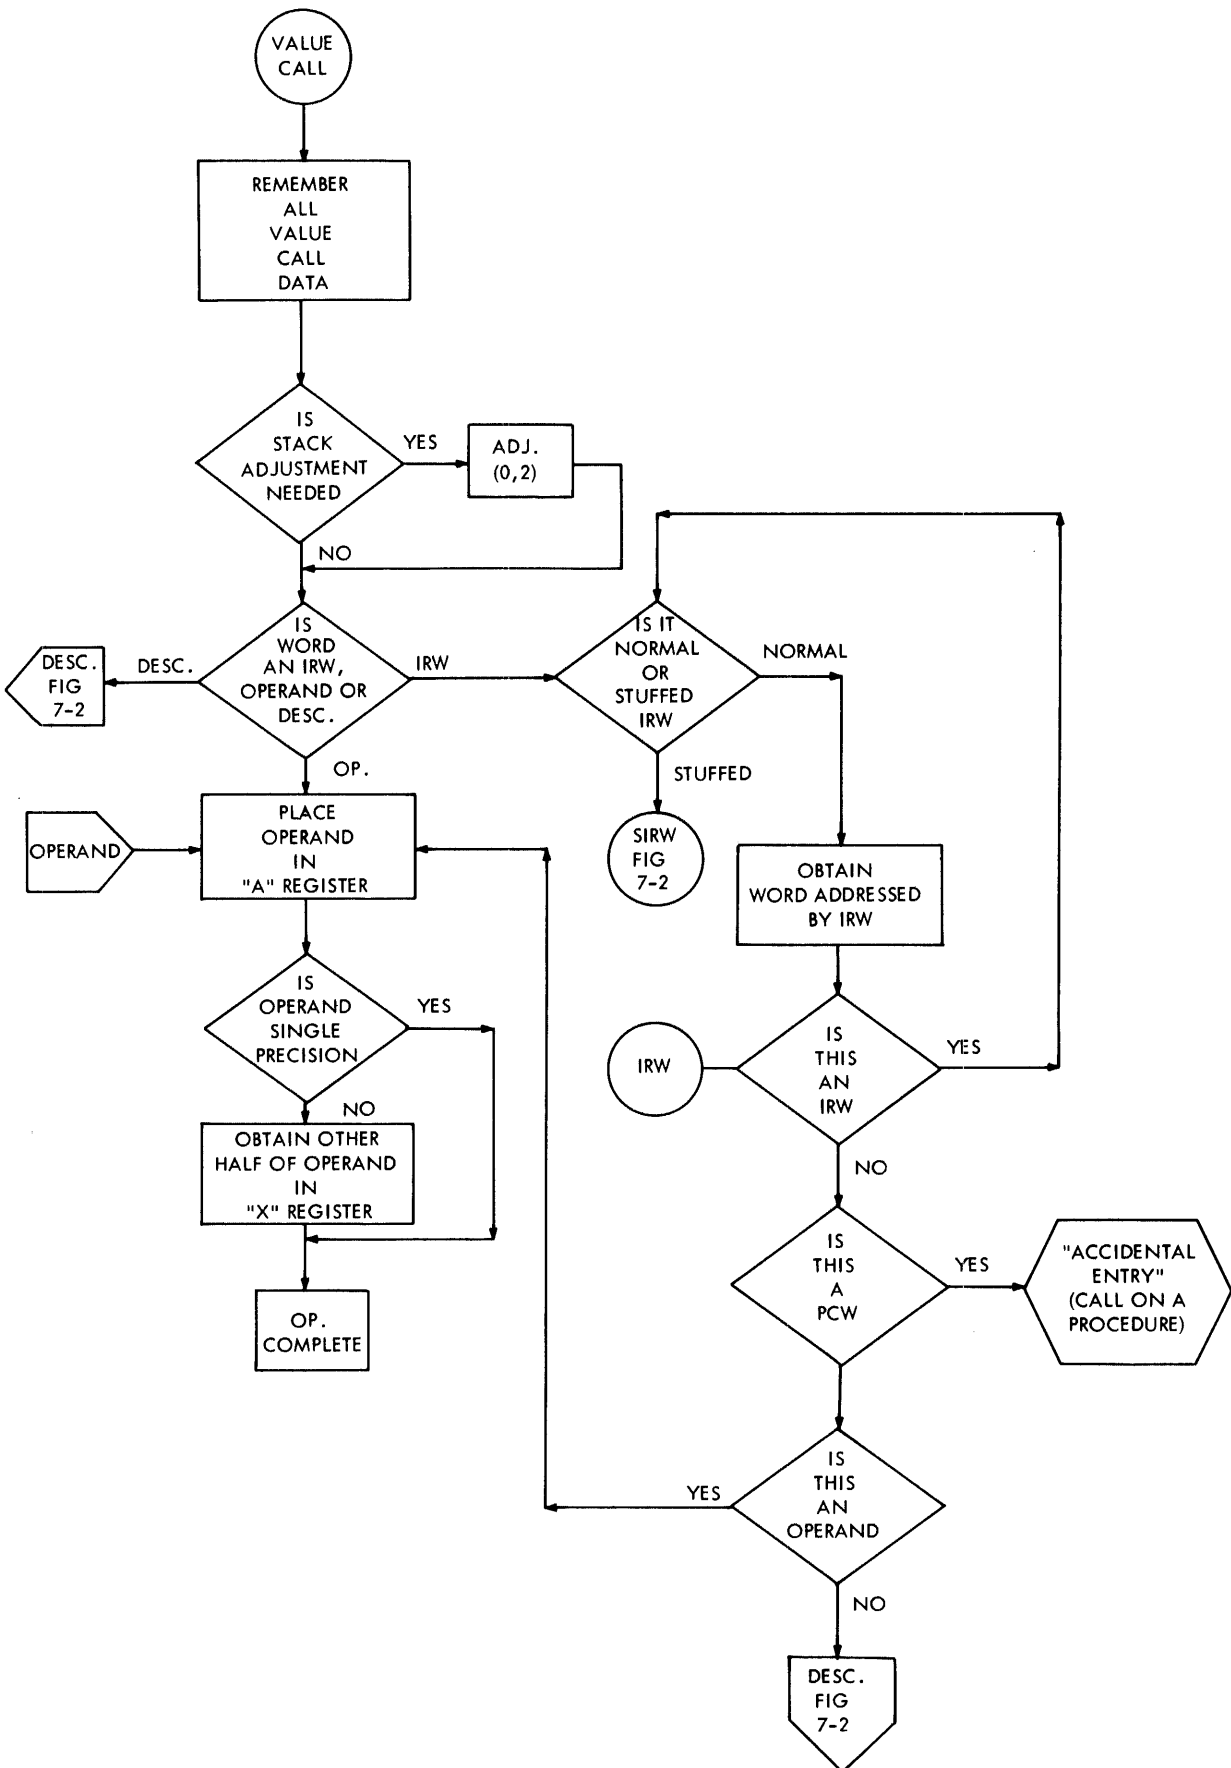 VALUE
CALL
REMEMBER
ALL
VALUE
CALL
DATA
IS
STACK
ADJUSTMENT
NEEDED
YES
ADJ.
(0,2)
NO
IS
WORD
AN IRW,
OPERAND OR
DESC.
DESC.
DESC.
FIG
7-2
IRW
IS IT
NORMAL
OR
STUFFED
IRW
NORMAL
STUFFED
SIRW
FIG
7-2
OP.
OPERAND
PLACE
OPERAND
IN
"A" REGISTER
OBTAIN
WORD ADDRESSED
BY IRW
IS
OPERAND
SINGLE
PRECISION
YES
NO
IRW
IS
THIS
AN
IRW
YES
NO
OBTAIN OTHER
HALF OF OPERAND
IN
"X" REGISTER
OP.
COMPLETE
IS
THIS
A
PCW
YES
"ACCIDENTAL
ENTRY"
(CALL ON A
PROCEDURE)
IS
THIS
AN
OPERAND
YES
NO
DESC.
FIG
7-2